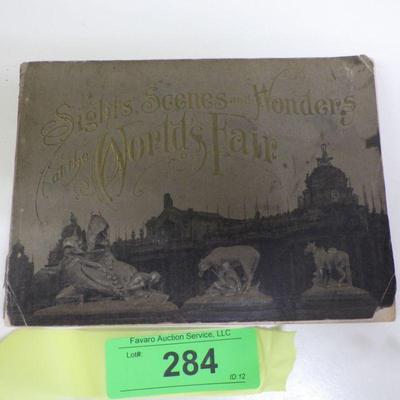 Sights, Scenes and Wonders
at the World's Fair.
Favaro Auction Service, LLC
Lot#:
284
ID:12